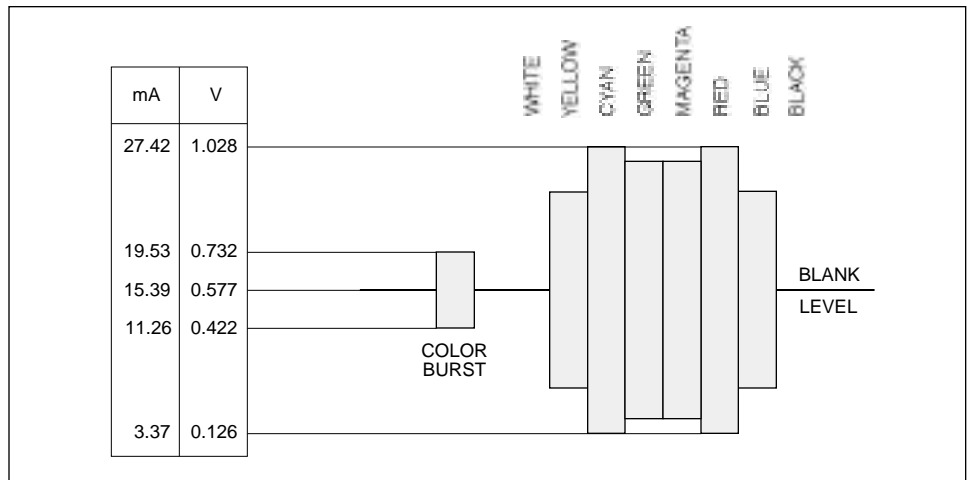 WHITE
YELLOW
CYAN
GREEN
MAGENTA
RED
BLUE
BLACK
mA V
27.42 1.028
19.53 0.732
15.39 0.577
11.26 0.422
3.37 0.126
COLOR
BURST
BLANK
LEVEL